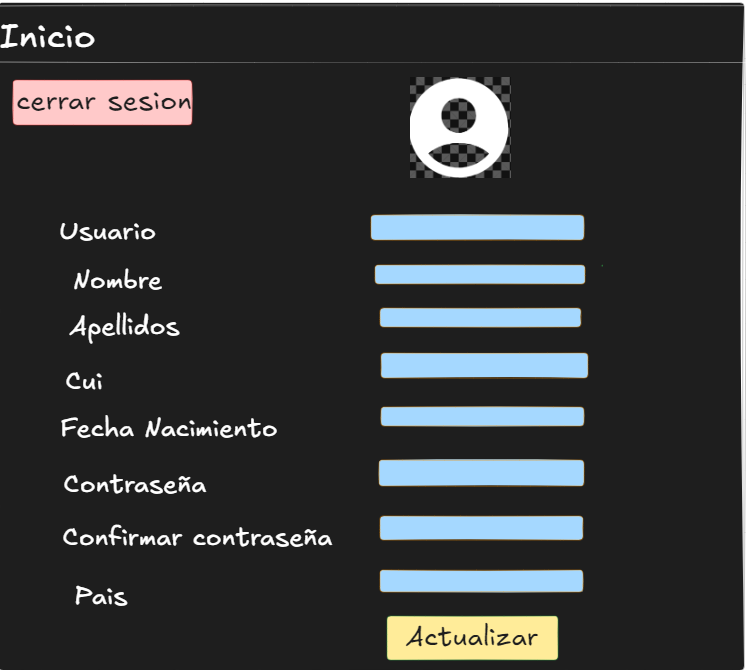 Inicio
cerrar sesion
Usuario
Nombre
Apellidos
Cui
Fecha Nacimiento
Contraseña
Confirmar contraseña
Pais
Actualizar